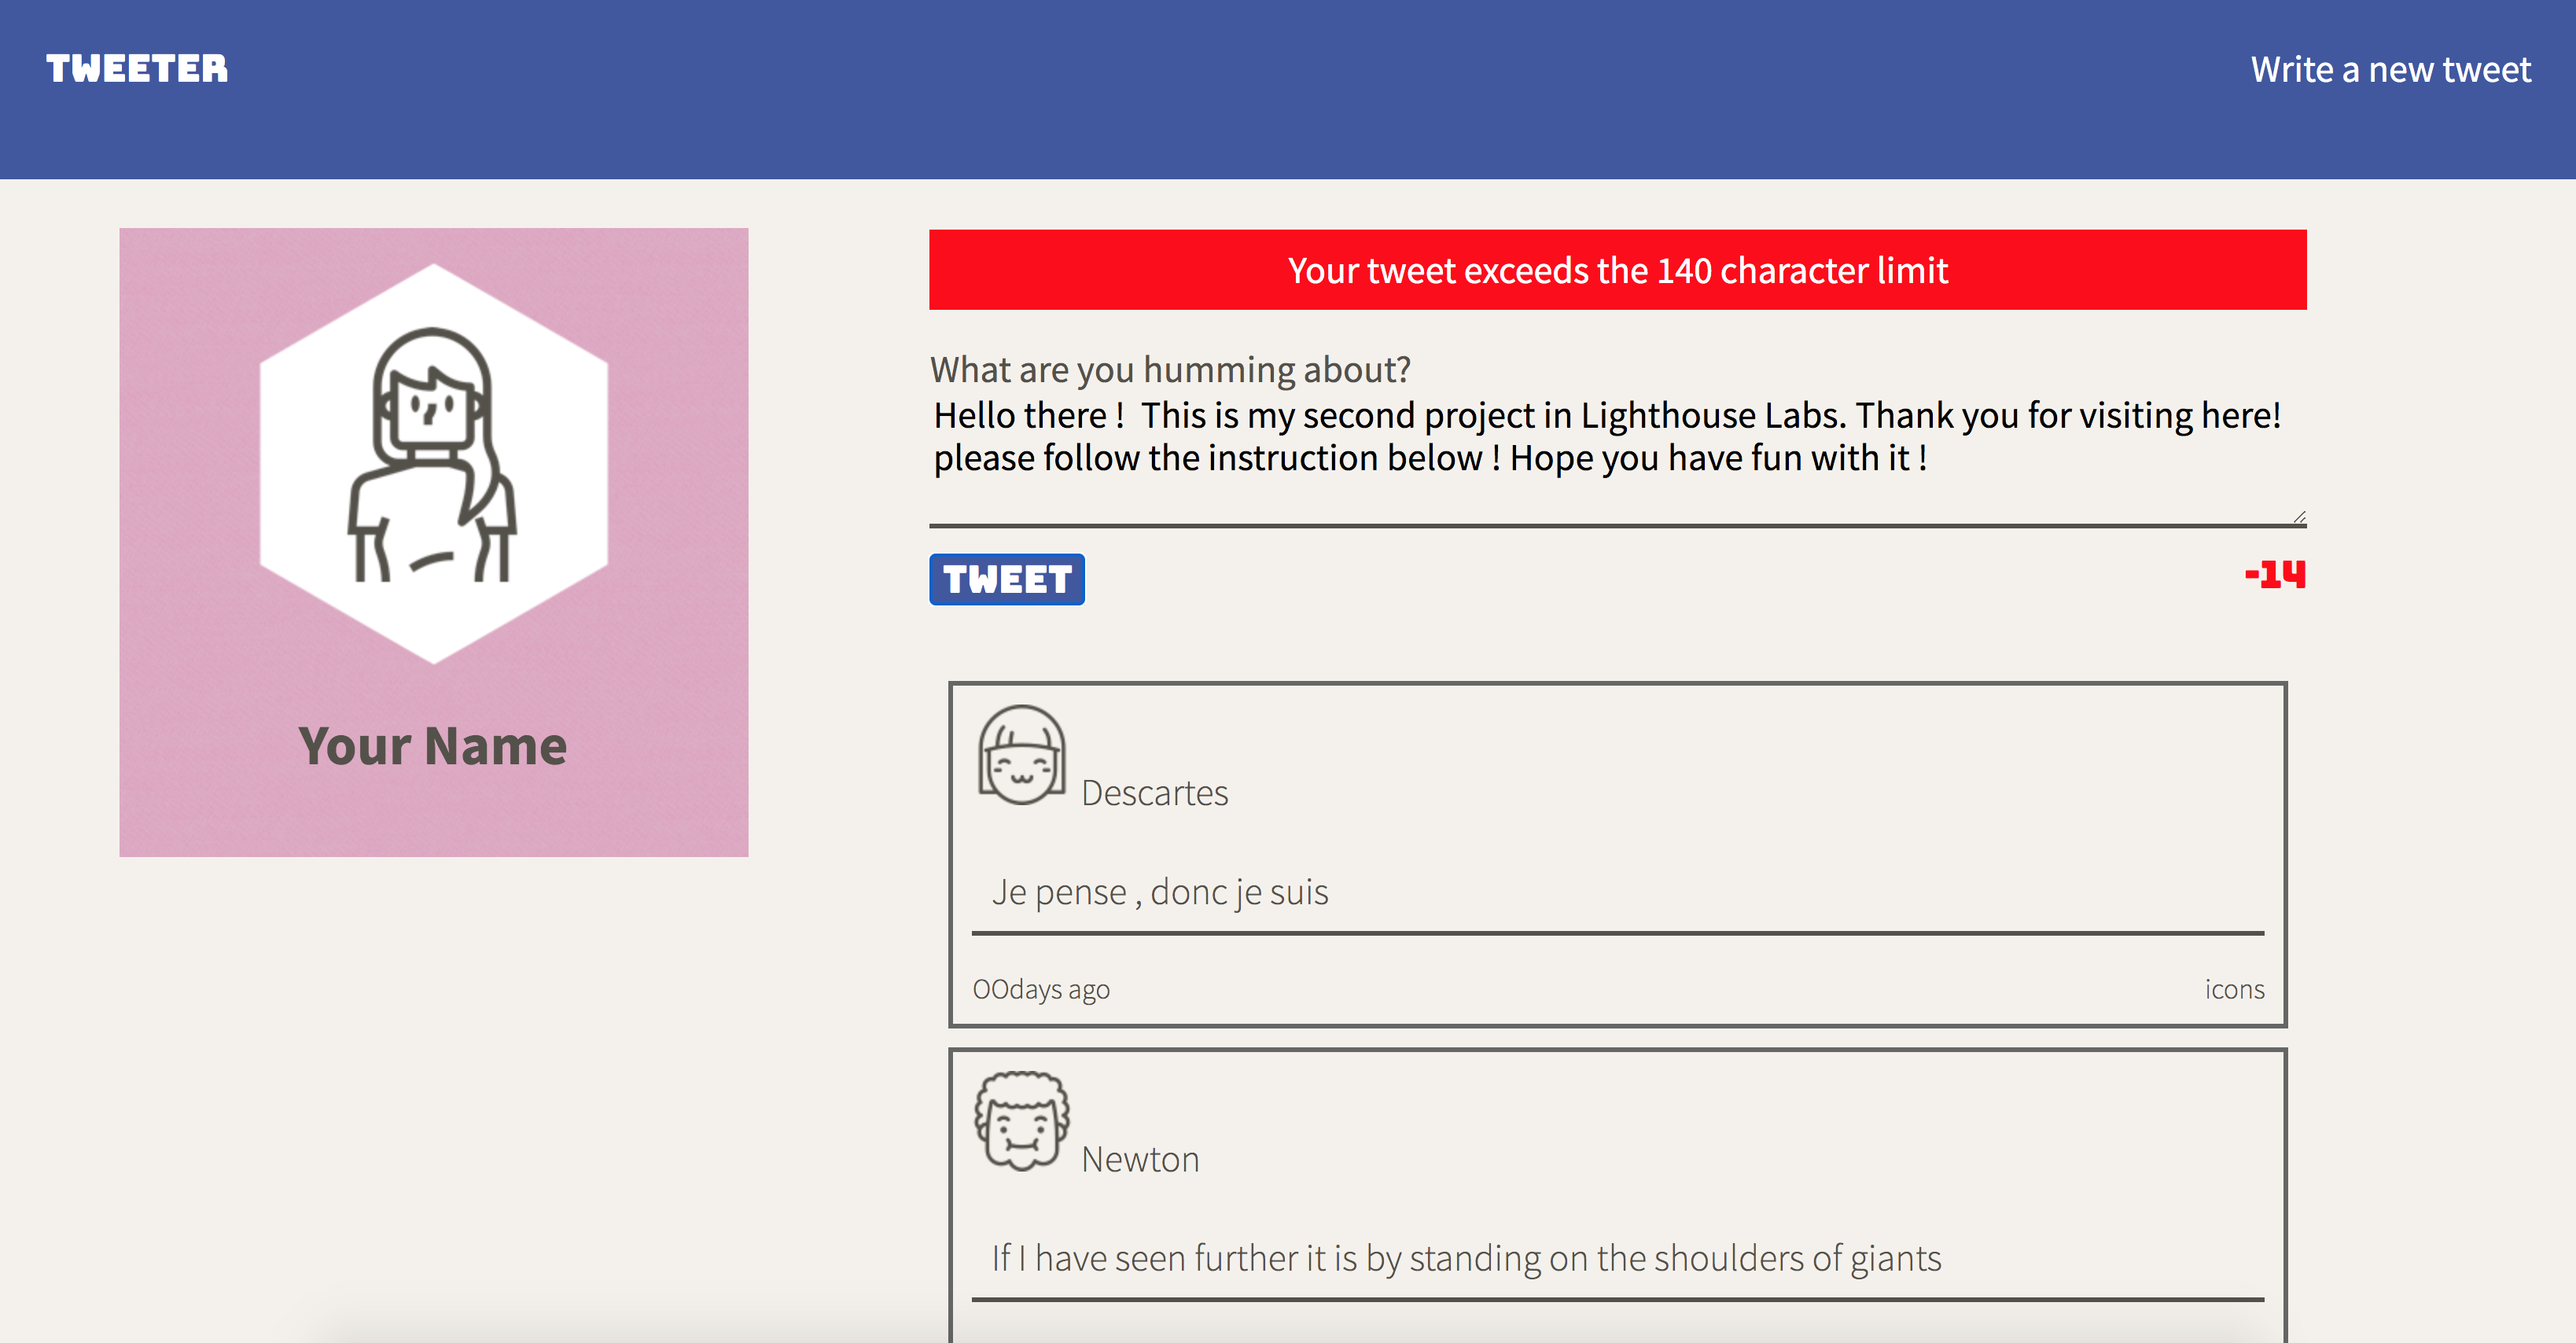 TWEETER
Write a new tweet
Your Name
Your tweet exceeds the 140 character limit
What are you humming about?
Hello there !  This is my second project in Lighthouse Labs. Thank you for visiting here!
please follow the instruction below ! Hope you have fun with it !
TWEET
-14
Descartes
Je pense , donc je suis
OOdays ago
icons
Newton
If I have seen further it is by standing on the shoulders of giants